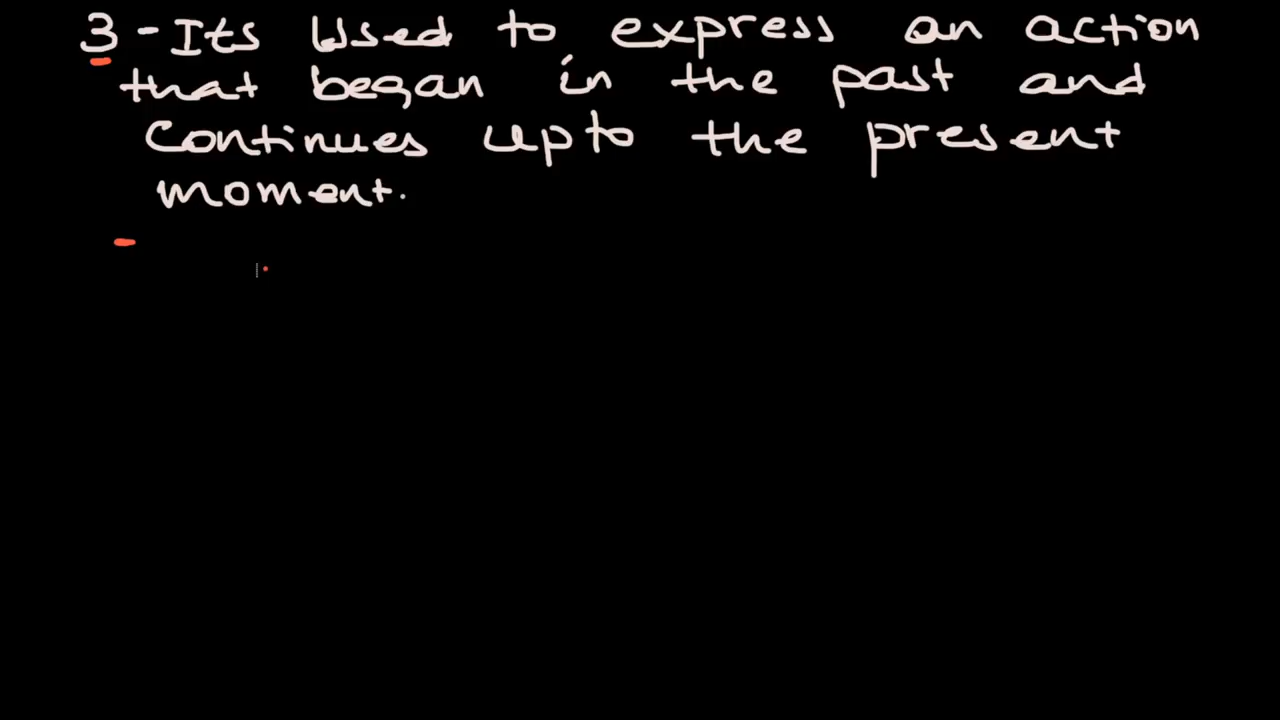 3 - Its Used to express an action
that began in the past and
Continues upto the present
moment.
-